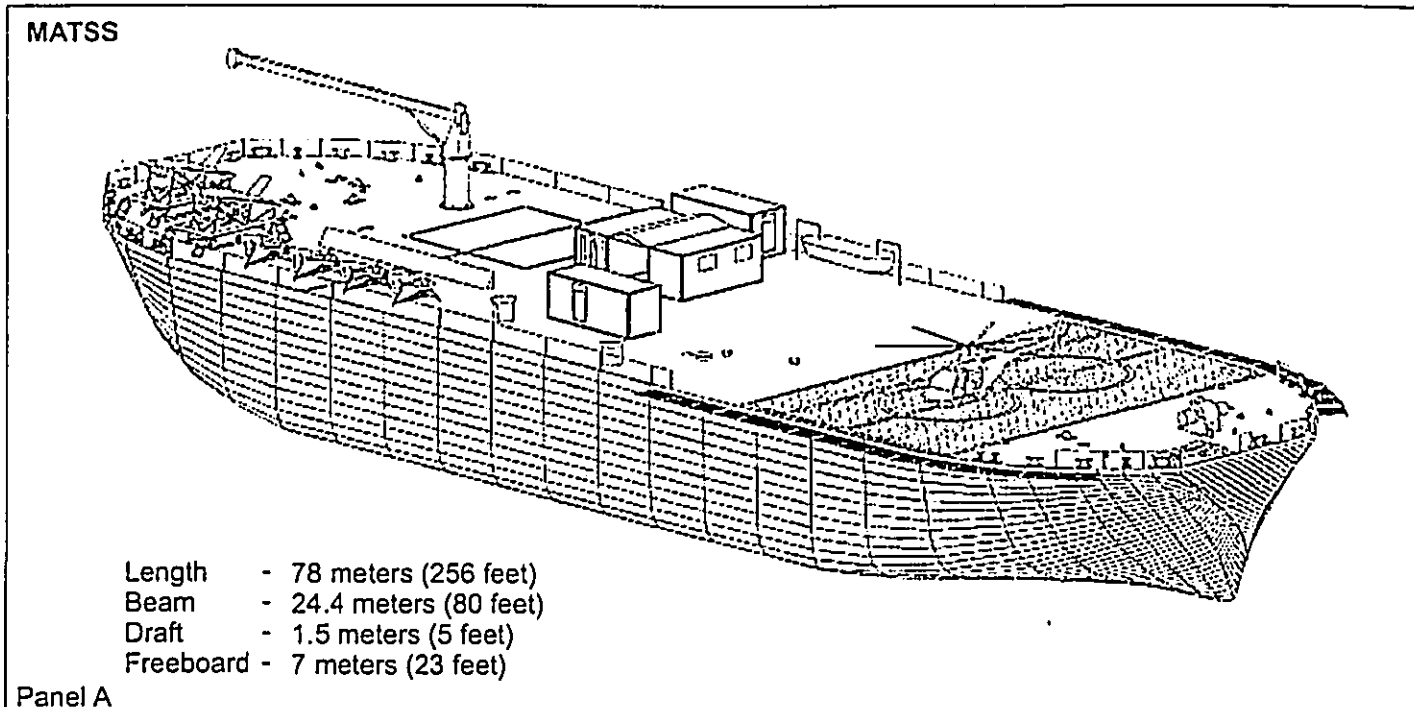 MATSS
Length - 78 meters (256 feet)
Beam - 24.4 meters (80 feet)
Draft - 1.5 meters (5 feet)
Freeboard - 7 meters (23 feet)
Panel A